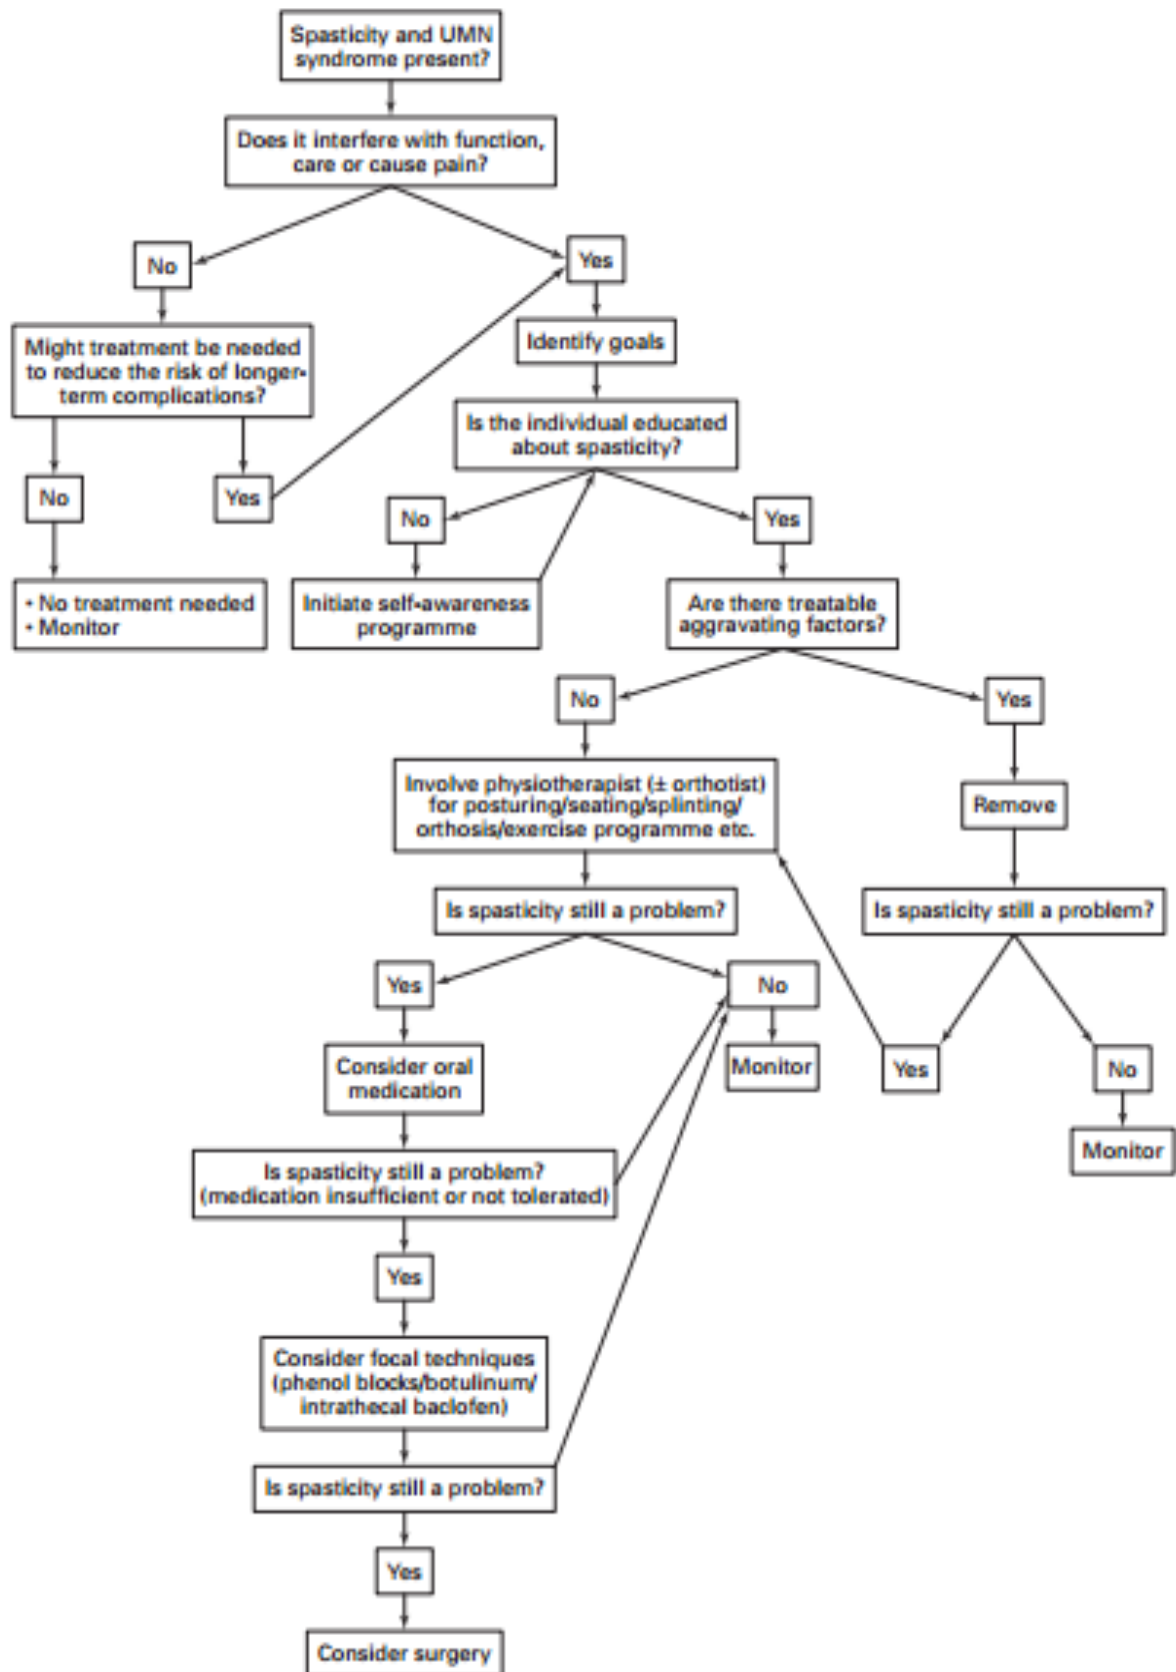 Spasticity and UMN
syndrome present?
Does it interfere with function,
care or cause pain?
No
Yes
Might treatment be needed
to reduce the risk of longer-
term complications?
Identify goals
Is the individual educated
about spasticity?
No
Yes
No
Yes
• No treatment needed
• Monitor
Initiate self-awareness
programme
Are there treatable
aggravating factors?
No
Yes
Involve physiotherapist (± orthotist)
for posturing/seating/splinting/
orthosis/exercise programme etc.
Remove
Is spasticity still a problem?
Is spasticity still a problem?
Yes
No
Consider oral
medication
Monitor
Yes
No
Monitor
Is spasticity still a problem?
(medication insufficient or not tolerated)
Yes
Consider focal techniques
(phenol blocks/botulinum/
intrathecal baclofen)
Is spasticity still a problem?
Yes
Consider surgery